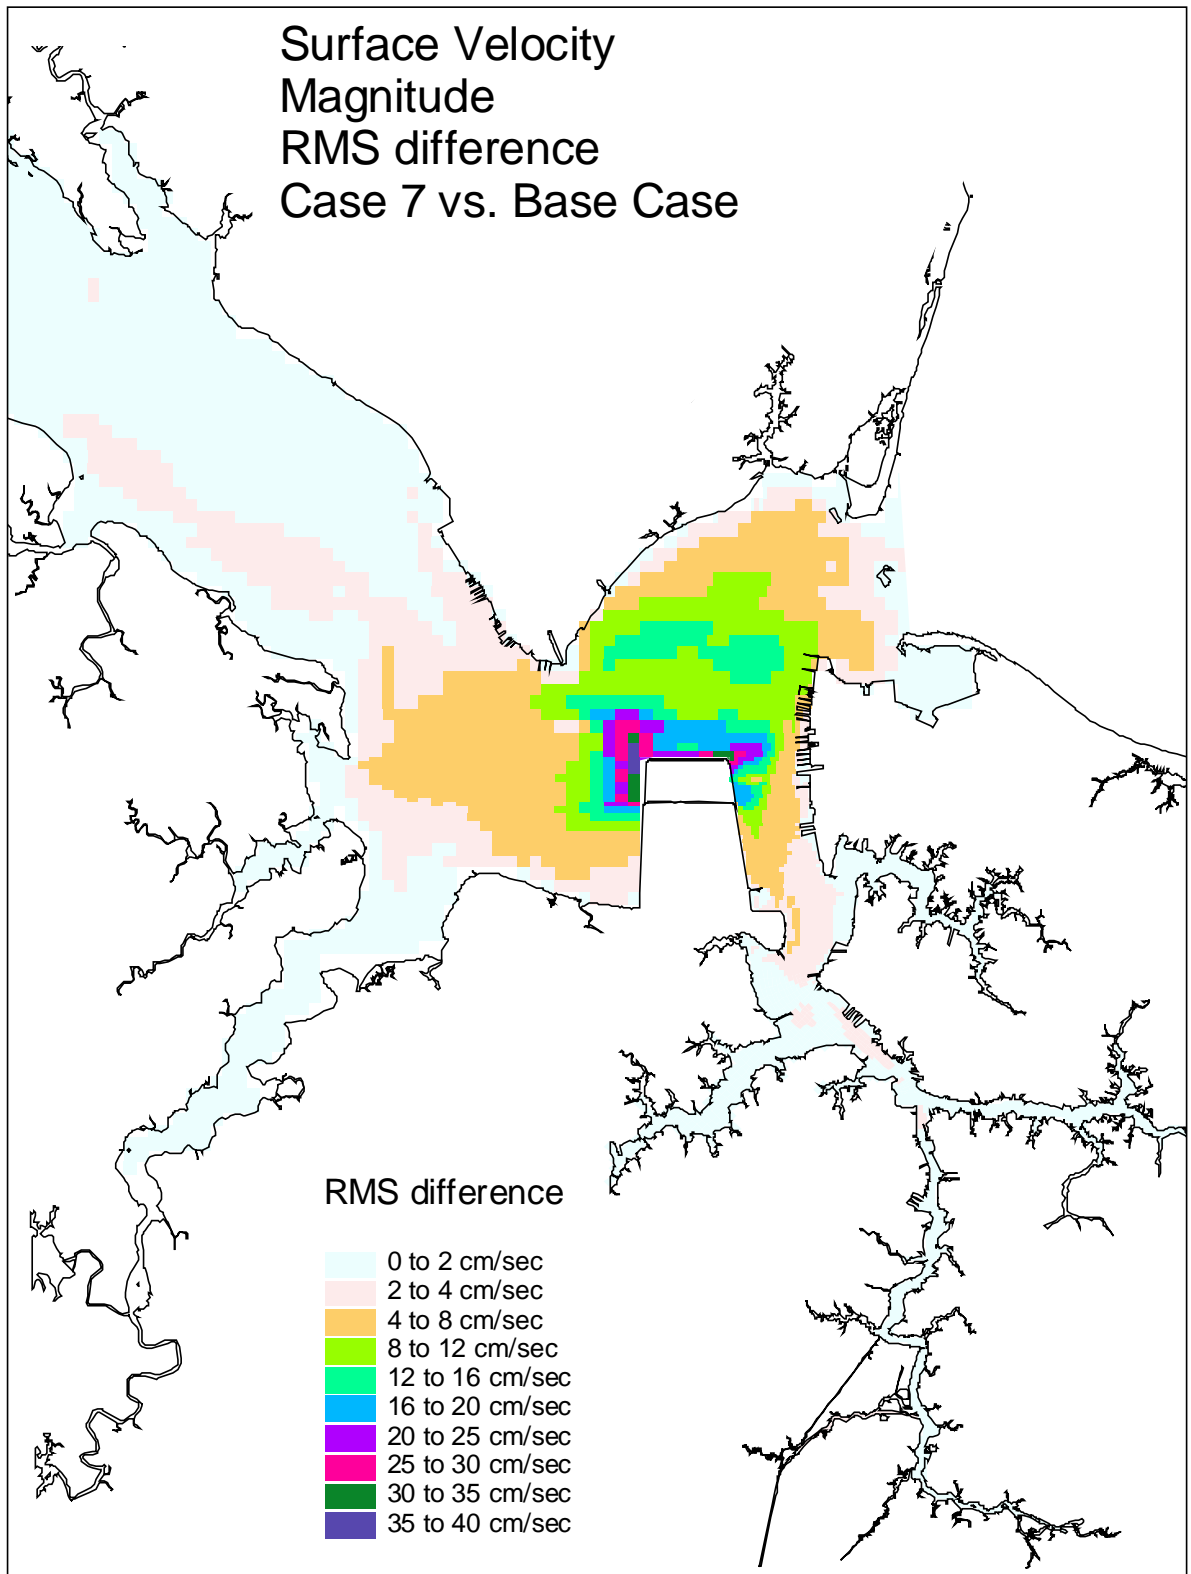 Surface Velocity
Magnitude
RMS difference
Case 7 vs. Base Case
RMS difference
0 to 2 cm/sec
2 to 4 cm/sec
4 to 8 cm/sec
8 to 12 cm/sec
12 to 16 cm/sec
16 to 20 cm/sec
20 to 25 cm/sec
25 to 30 cm/sec
30 to 35 cm/sec
35 to 40 cm/sec